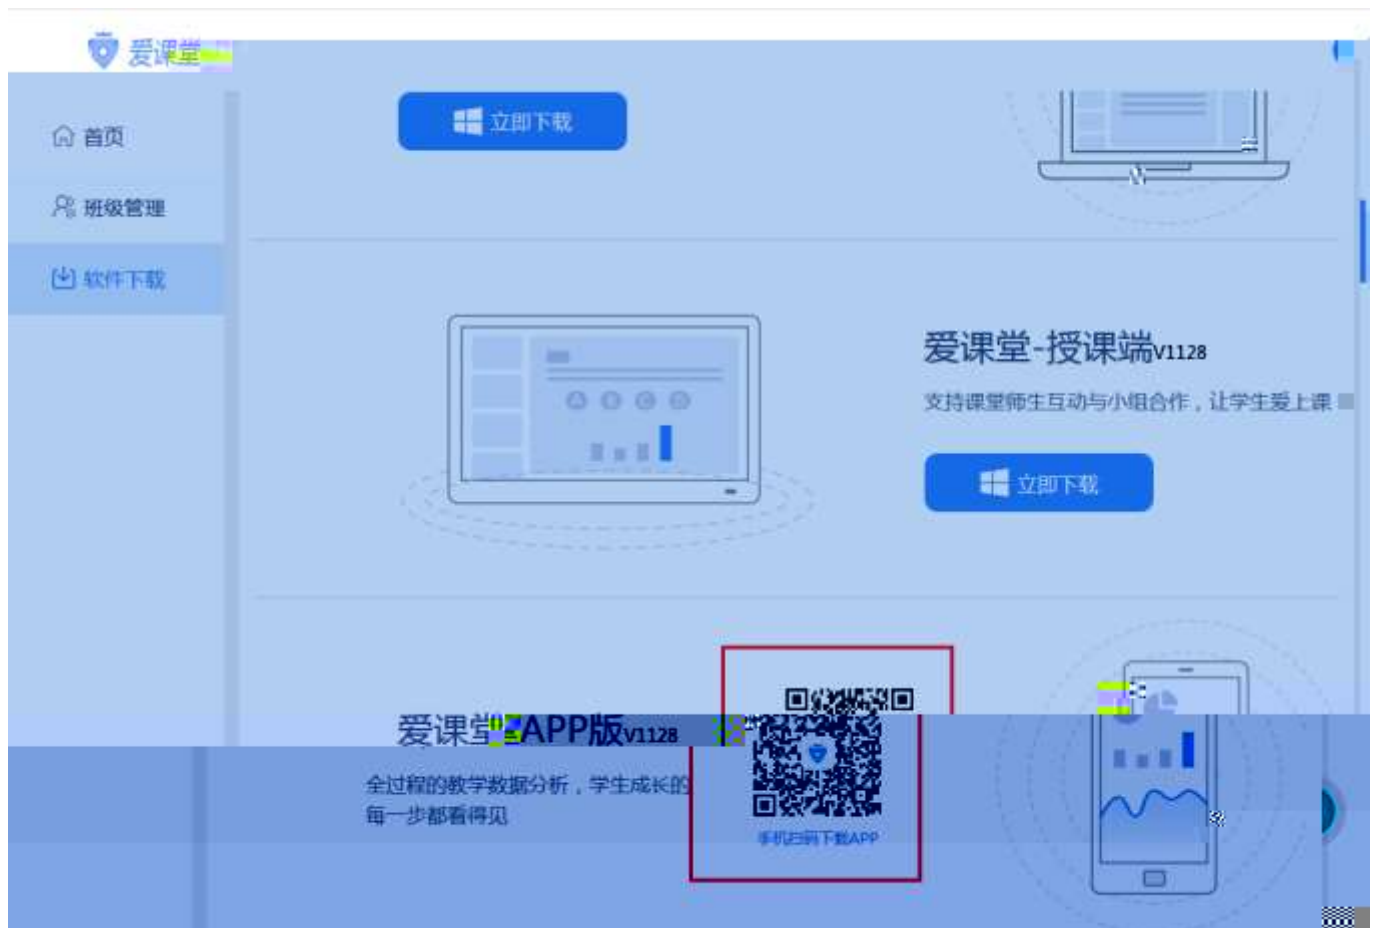 爱课堂
立即下载
首页
班级管理
软件下载
爱课堂-授课端V1128
支持课堂师生互动与小组合作，让学生爱上课
A B C D
立即下载
爱课堂-APP版V1128
全过程的教学数据分析，学生成长的
每一步都看得见
手机扫码下载APP